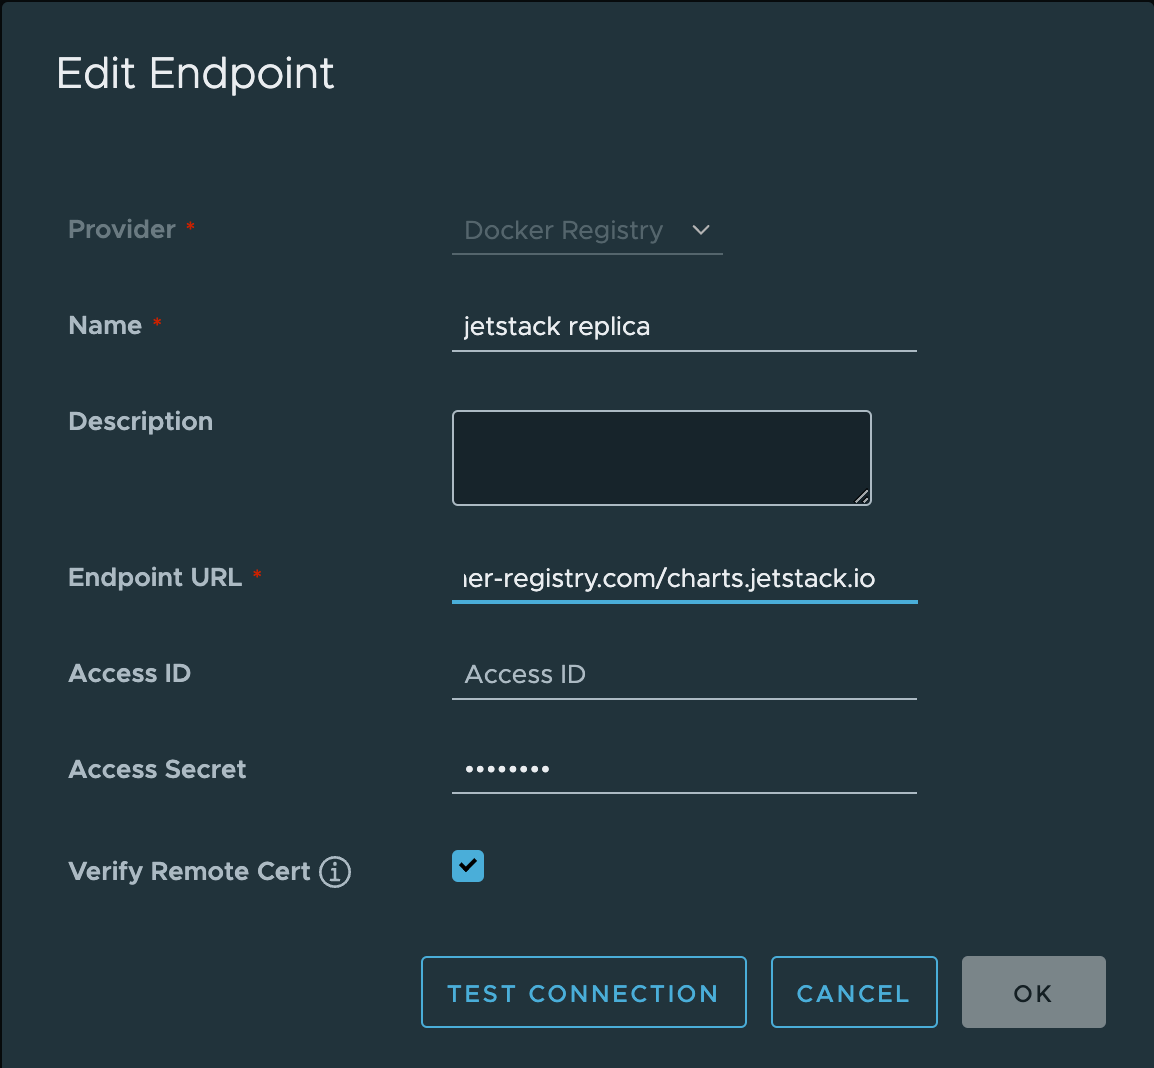 Edit Endpoint
Provider *
Docker Registry
Name *
jetstack replica
Description
Endpoint URL *
er-registry.com/charts.jetstack.io
Access ID
Access ID
Access Secret
••••••••
Verify Remote Cert
TEST CONNECTION
CANCEL
OK